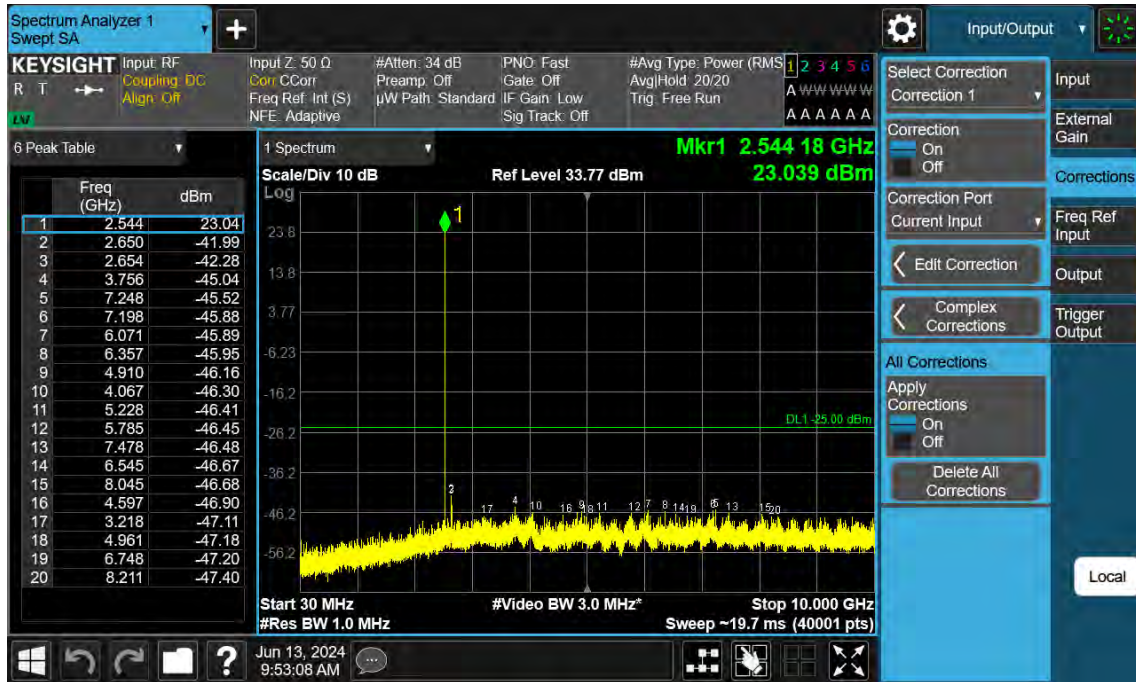 Spectrum Analyzer 1
Swept SA
Input/Output
KEYSIGHT
R T
LXI
Input: RF
Coupling: DC
Align: Off
Input Z: 50 Ω
Corr CCorr
Freq Ref: Int (S)
NFE: Adaptive
#Atten: 34 dB
Preamp: Off
µW Path: Standard
PNO: Fast
Gate: Off
IF Gain: Low
Sig Track: Off
#Avg Type: Power (RMS
Avg|Hold: 20/20
Trig: Free Run
1 2 3 4 5 6
A W W W W W
A A A A A A
6 Peak Table
Freq (GHz) dBm
1 2.544 23.04
2 2.650 -41.99
3 2.654 -42.28
4 3.756 -45.04
5 7.248 -45.52
6 7.198 -45.88
7 6.071 -45.89
8 6.357 -45.95
9 4.910 -46.16
10 4.067 -46.30
11 5.228 -46.41
12 5.785 -46.45
13 7.478 -46.48
14 6.545 -46.67
15 8.045 -46.68
16 4.597 -46.90
17 3.218 -47.11
18 4.961 -47.18
19 6.748 -47.20
20 8.211 -47.40
1 Spectrum
Mkr1 2.544 18 GHz
Scale/Div 10 dB
Ref Level 33.77 dBm
23.039 dBm
Log
1
23.8
13.8
3.77
-6.23
-16.2
DL1 -25.00 dBm
-26.2
-36.2
-46.2
17 4 10 16 11 12 7 8 14 19 13
-56.2
Start 30 MHz
#Video BW 3.0 MHz*
Stop 10.000 GHz
#Res BW 1.0 MHz
Sweep ~19.7 ms (40001 pts)
Select Correction
Correction 1
Correction
On
Off
Correction Port
Current Input
Edit Correction
Complex
Corrections
All Corrections
Apply
Corrections
On
Off
Delete All
Corrections
Input
External
Gain
Corrections
Freq Ref
Input
Output
Trigger
Output
Local
?
Jun 13, 2024
9:53:08 AM